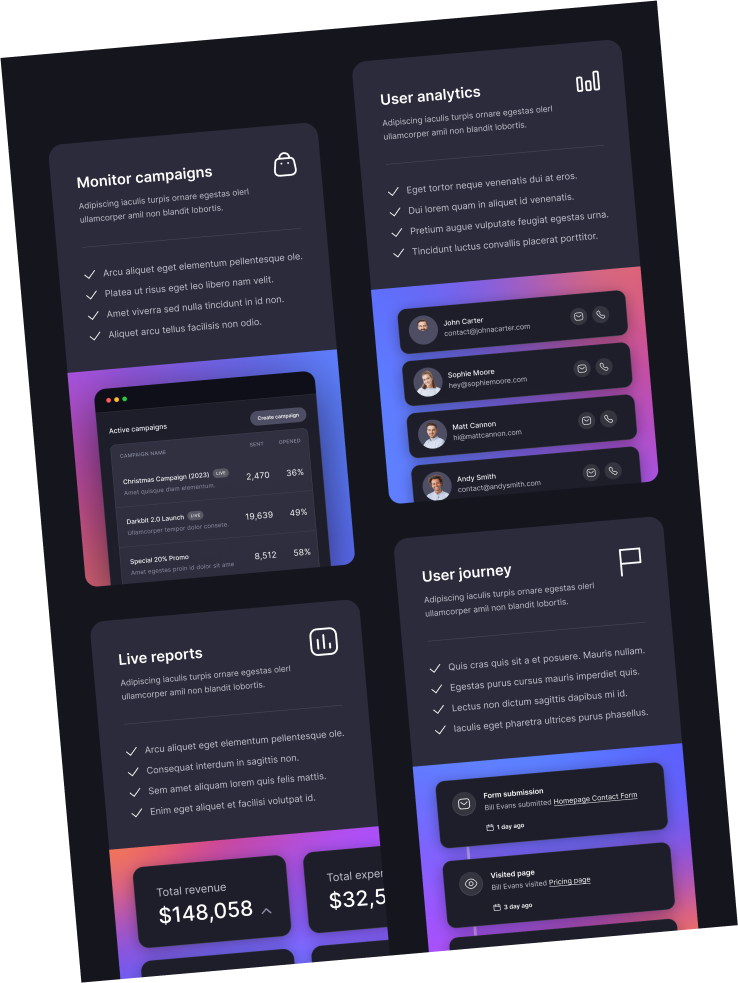 Monitor campaigns
Adipiscing iaculis turpis ornare egestas olerl
ullamcorper amil non blandit lobortis.
Arcu aliquet eget elementum pellentesque ole.
Platea ut risus eget leo libero nam velit.
Amet viverra sed nulla tincidunt in id non.
Aliquet arcu tellus facilisis non odio.
Active campaigns
Create campaign
CAMPAIGN NAME SENT OPENED
Christmas Campaign (2023) LIVE 2,470 36%
Amet quisque diam elementum.
Darkbit 2.0 Launch LIVE 19,639 49%
Ullamcorper tempor dolor consete.
Special 20% Promo 8,512 58%
Amet egestas proin id dolor sit ame
User analytics
Adipiscing iaculis turpis ornare egestas olerl
ullamcorper amil non blandit lobortis.
Eget tortor neque venenatis dui at eros.
Dui lorem quam in aliquet id venenatis.
Pretium augue vulputate feugiat egestas urna.
Tincidunt luctus convallis placerat porttitor.
John Carter
contact@johnacarter.com
Sophie Moore
hey@sophiemoore.com
Matt Cannon
hi@mattcannon.com
Andy Smith
contact@andysmith.com
Live reports
Adipiscing iaculis turpis ornare egestas olerl
ullamcorper amil non blandit lobortis.
Arcu aliquet eget elementum pellentesque ole.
Consequat interdum in sagittis non.
Sem amet aliquam lorem quis felis mattis.
Enim eget aliquet et facilisi volutpat id.
Total revenue
$148,058
Total exper
$32,5
User journey
Adipiscing iaculis turpis ornare egestas olerl
ullamcorper amil non blandit lobortis.
Quis cras quis sit a et posuere. Mauris nullam.
Egestas purus cursus mauris imperdiet quis.
Lectus non dictum sagittis dapibus mi id.
Iaculis eget pharetra ultrices purus phasellus.
Form submission
Bill Evans submitted Homepage Contact Form
1 day ago
Visited page
Bill Evans visited Pricing page
3 day ago